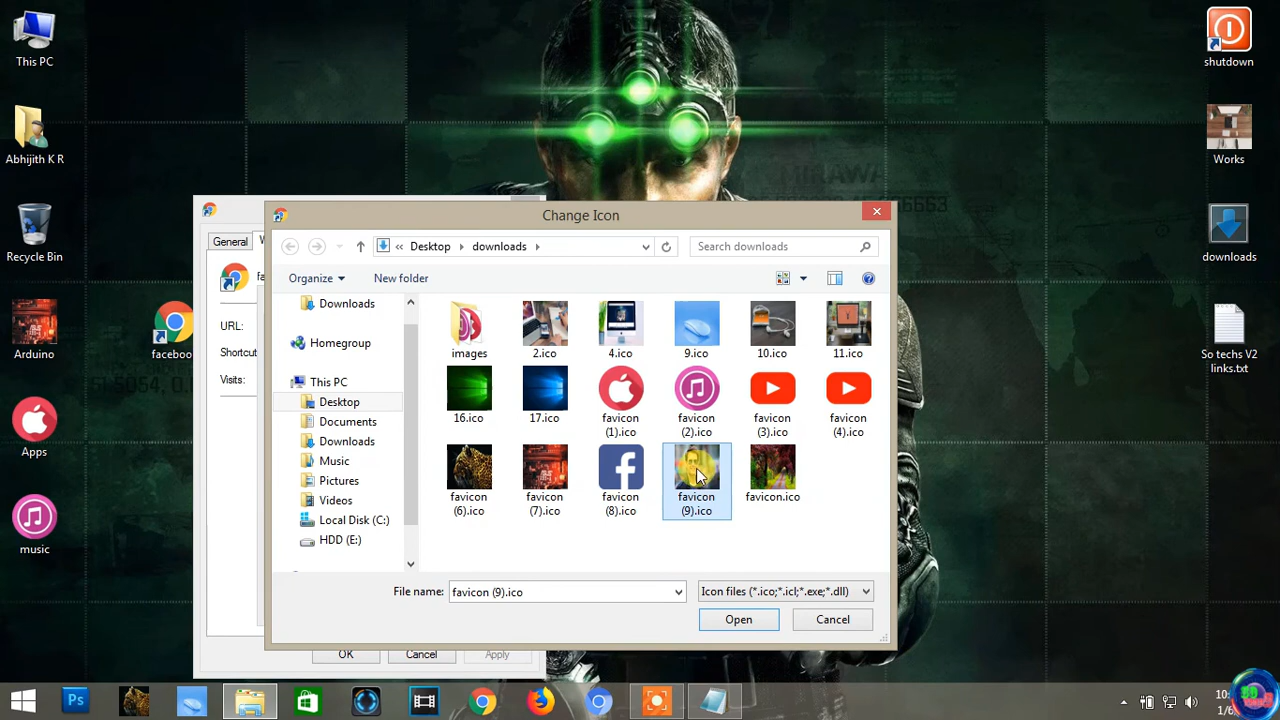 This PC
Abhijith K R
Recycle Bin
Arduino
Apps
music
shutdown
Works
downloads
So techs V2
links.txt
General
URL:
Shortcut
Visits:
OK
Cancel
Apply
Change Icon
« Desktop downloads
Search downloads
Organize
New folder
Downloads
Homegroup
This PC
Desktop
Documents
Downloads
Music
Pictures
Videos
Local Disk (C:)
HDD (E:)
images
2.ico
4.ico
9.ico
10.ico
11.ico
16.ico
17.ico
favicon
(1).ico
favicon
(2).ico
favicon
(3).ico
favicon
(4).ico
favicon
(6).ico
favicon
(7).ico
favicon
(8).ico
favicon
(9).ico
favicon.ico
File name:
favicon (9).ico
Icon files (*.ico;*.icl;*.exe;*.dll)
Open
Cancel
Ps